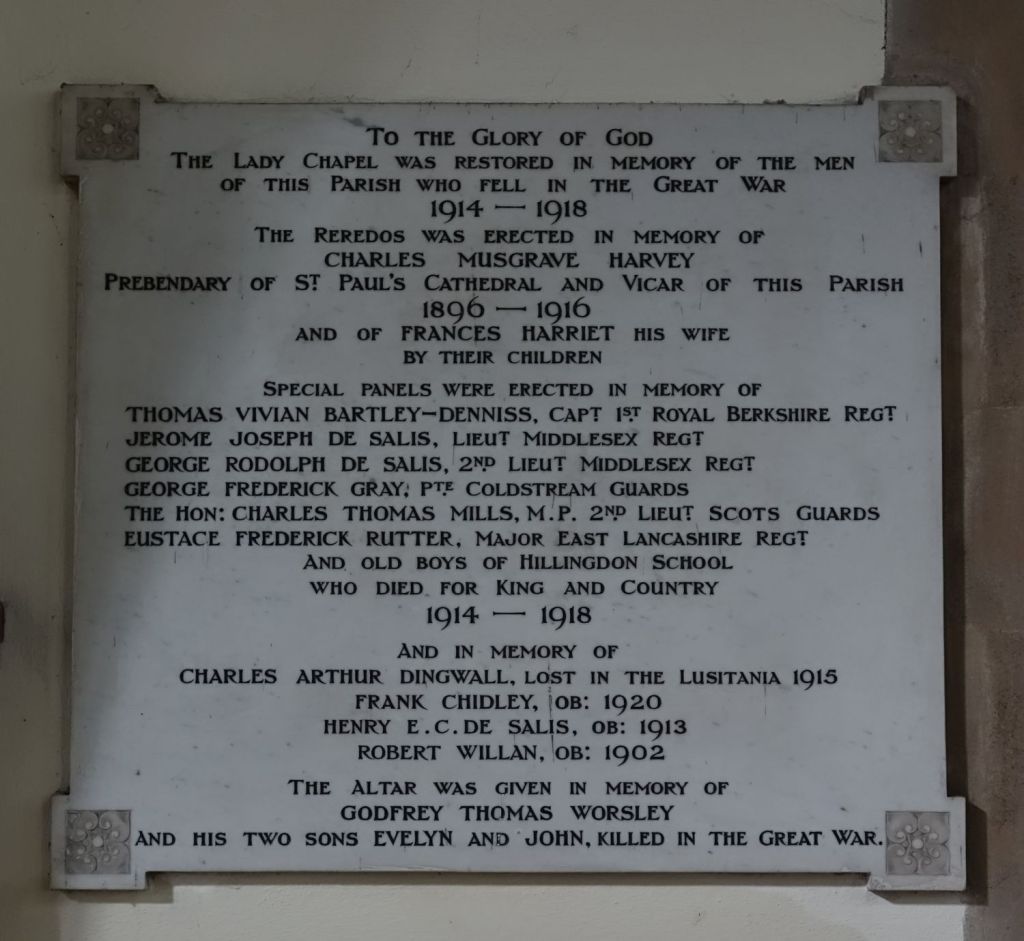 To the Glory of God
The Lady Chapel was restored in memory of the men
of this Parish who fell in the Great War
1914 — 1918
The Reredos was erected in memory of
CHARLES MUSGRAVE HARVEY
Prebendary of St Paul's Cathedral and Vicar of this Parish
1896 — 1916
and of FRANCES HARRIET his wife
by their children
Special panels were erected in memory of
THOMAS VIVIAN BARTLEY-DENNISS, Capt 1st Royal Berkshire Regt
JEROME JOSEPH DE SALIS, Lieut Middlesex Regt
GEORGE RODOLPH DE SALIS, 2nd Lieut Middlesex Regt
GEORGE FREDERICK GRAY, Pte Coldstream Guards
The Hon: CHARLES THOMAS MILLS, M.P. 2nd Lieut Scots Guards
EUSTACE FREDERICK RUTTER, Major East Lancashire Regt
And old boys of Hillingdon School
who died for King and Country
1914 — 1918
And in memory of
CHARLES ARTHUR DINGWALL, lost in the Lusitania 1915
FRANK CHIDLEY, ob: 1920
HENRY E.C. DE SALIS, ob: 1913
ROBERT WILLAN, ob: 1902
The Altar was given in memory of
GODFREY THOMAS WORSLEY
and his two sons EVELYN and JOHN, killed in the Great War.